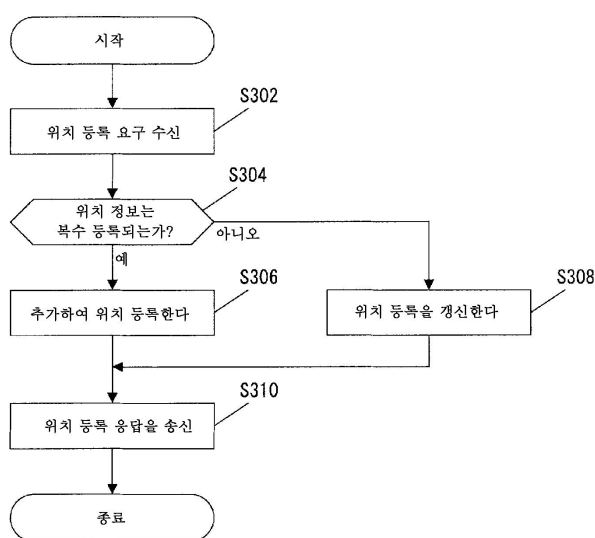 시작
S302
위치 등록 요구 수신
S304
위치 정보는
복수 등록되는가?
아니오
예
S306
추가하여 위치 등록한다
S308
위치 등록을 갱신한다
S310
위치 등록 응답을 송신
종료